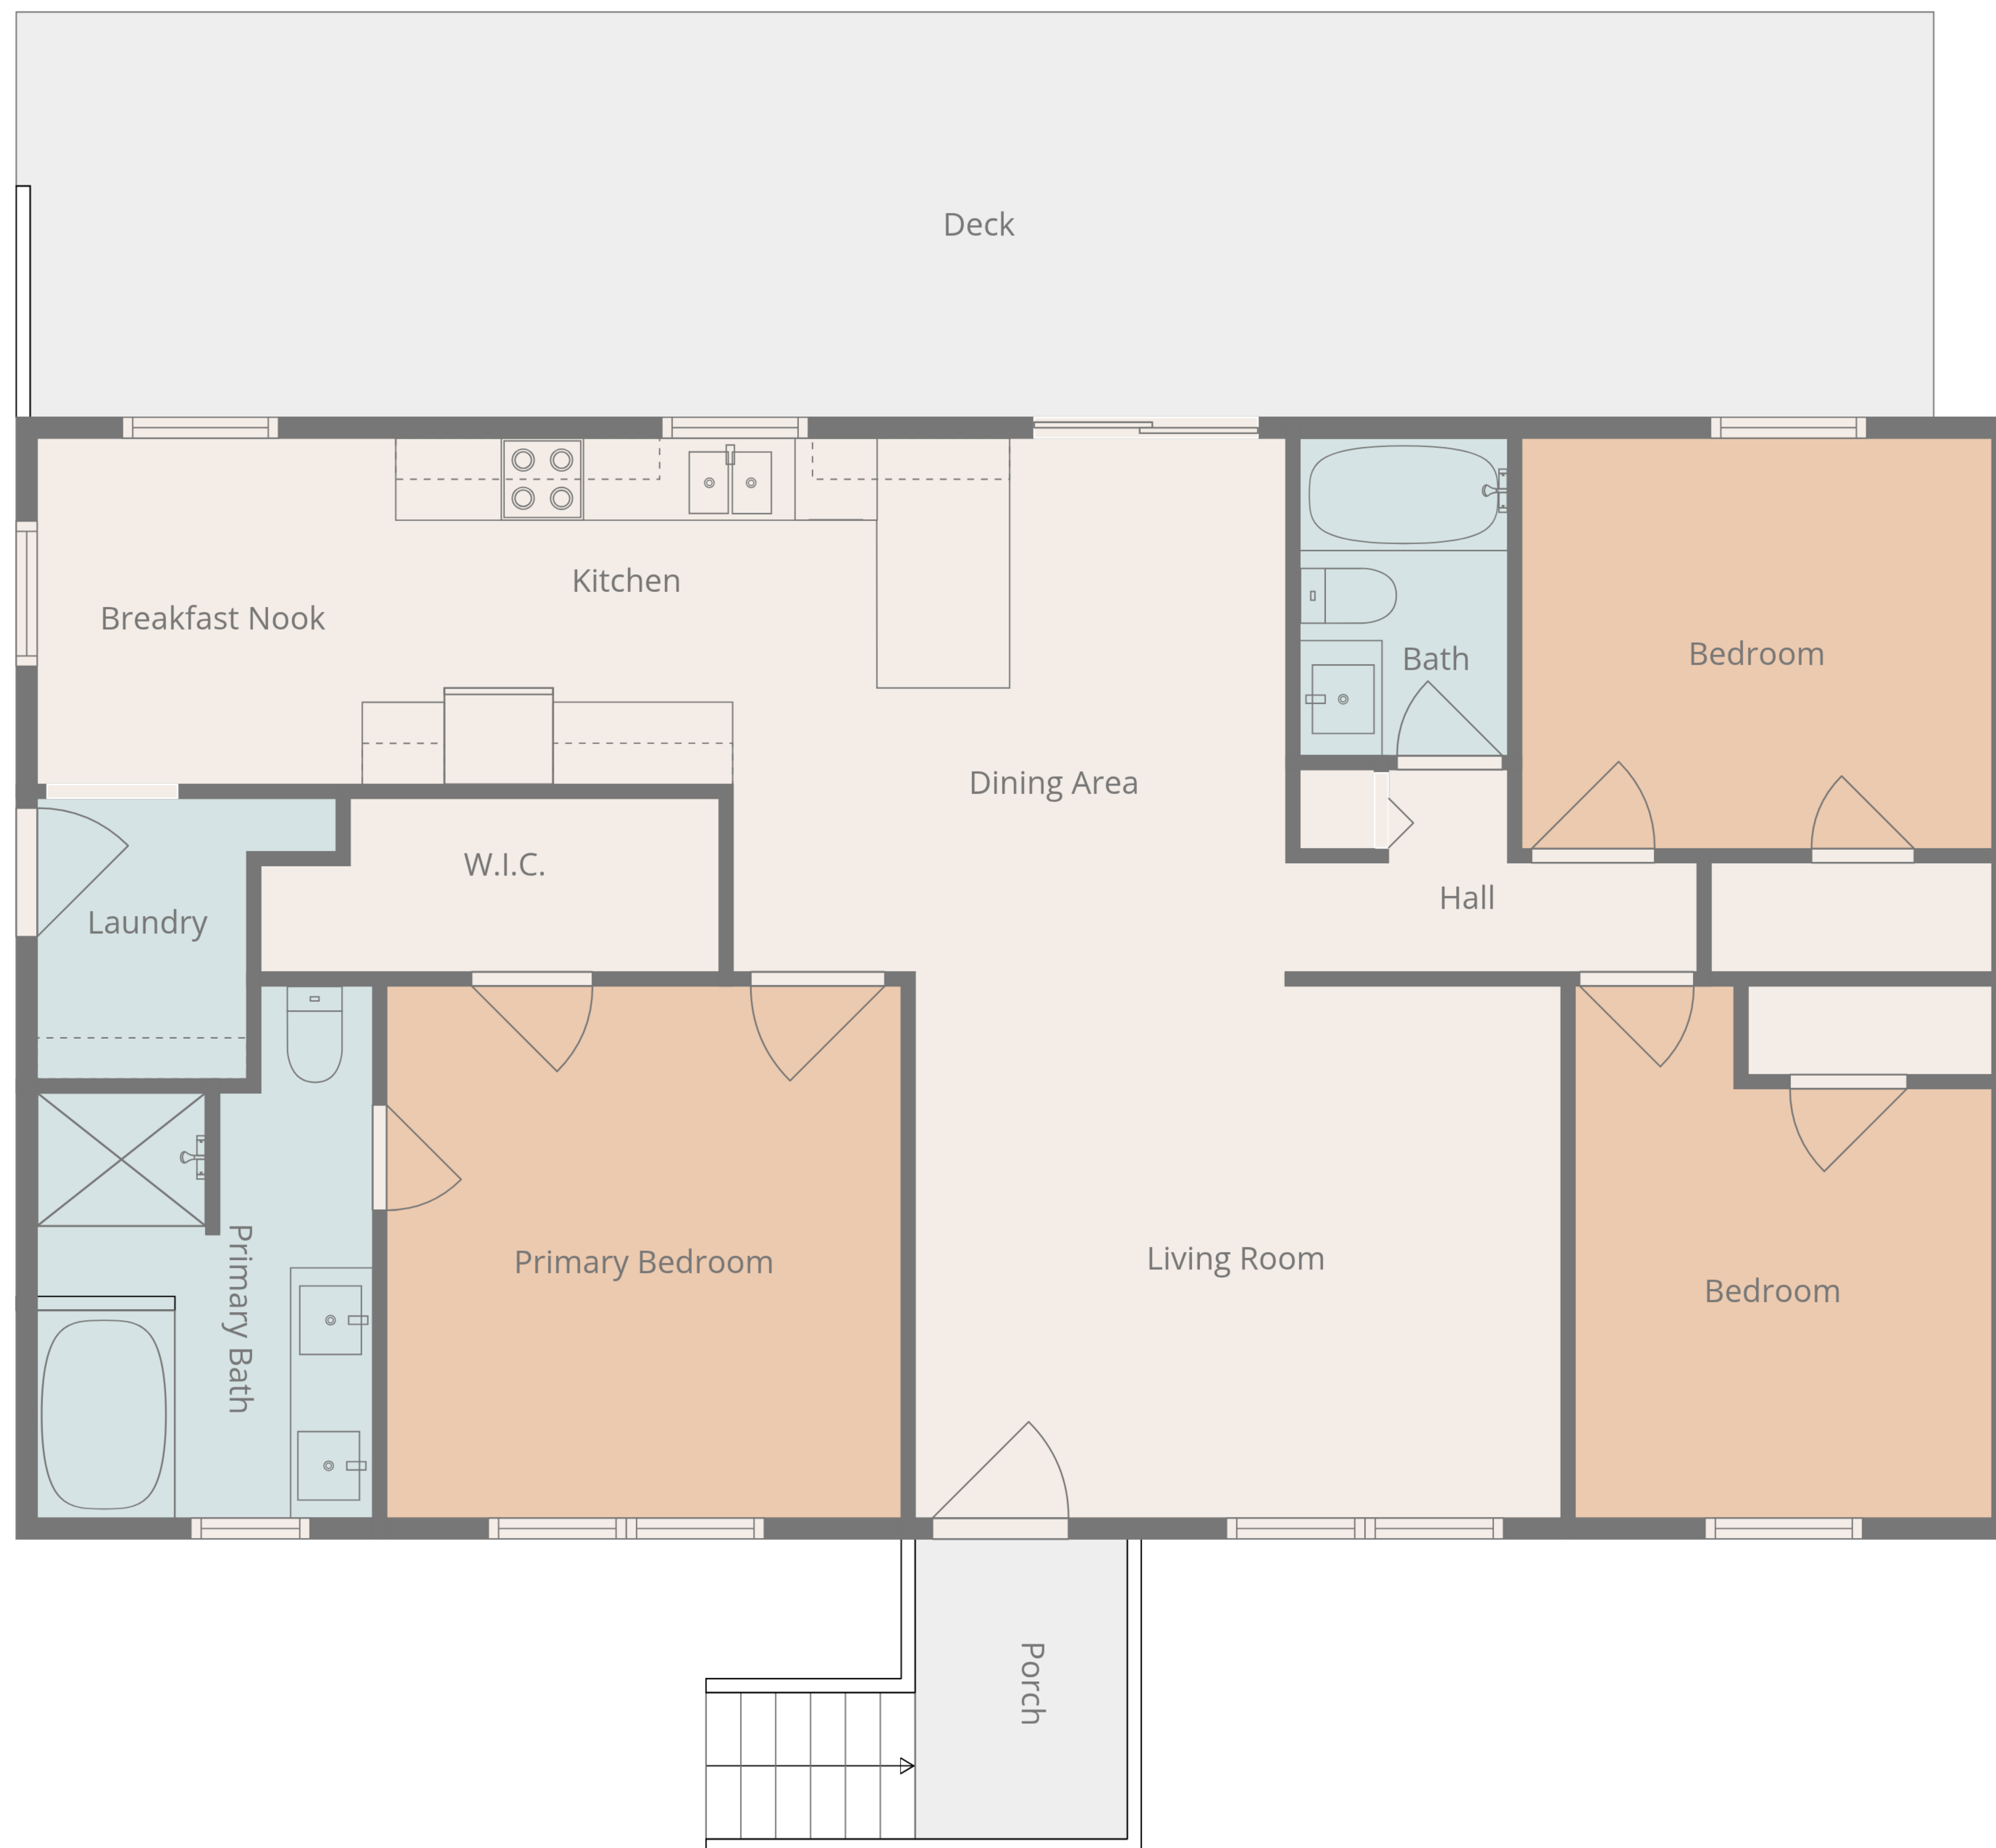 Deck
Kitchen
Breakfast Nook
Bath
Bedroom
Dining Area
W.I.C.
Hall
Laundry
Primary Bath
Primary Bedroom
Living Room
Bedroom
Porch